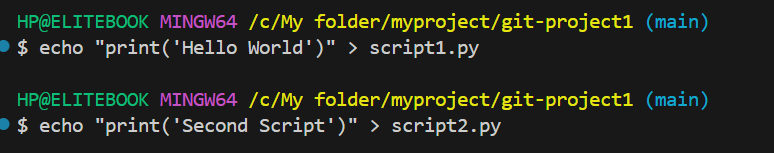 HP@ELITEBOOK MINGW64 /c/My folder/myproject/git-project1 (main)
$ echo "print('Hello World')" > script1.py
HP@ELITEBOOK MINGW64 /c/My folder/myproject/git-project1 (main)
$ echo "print('Second Script')" > script2.py